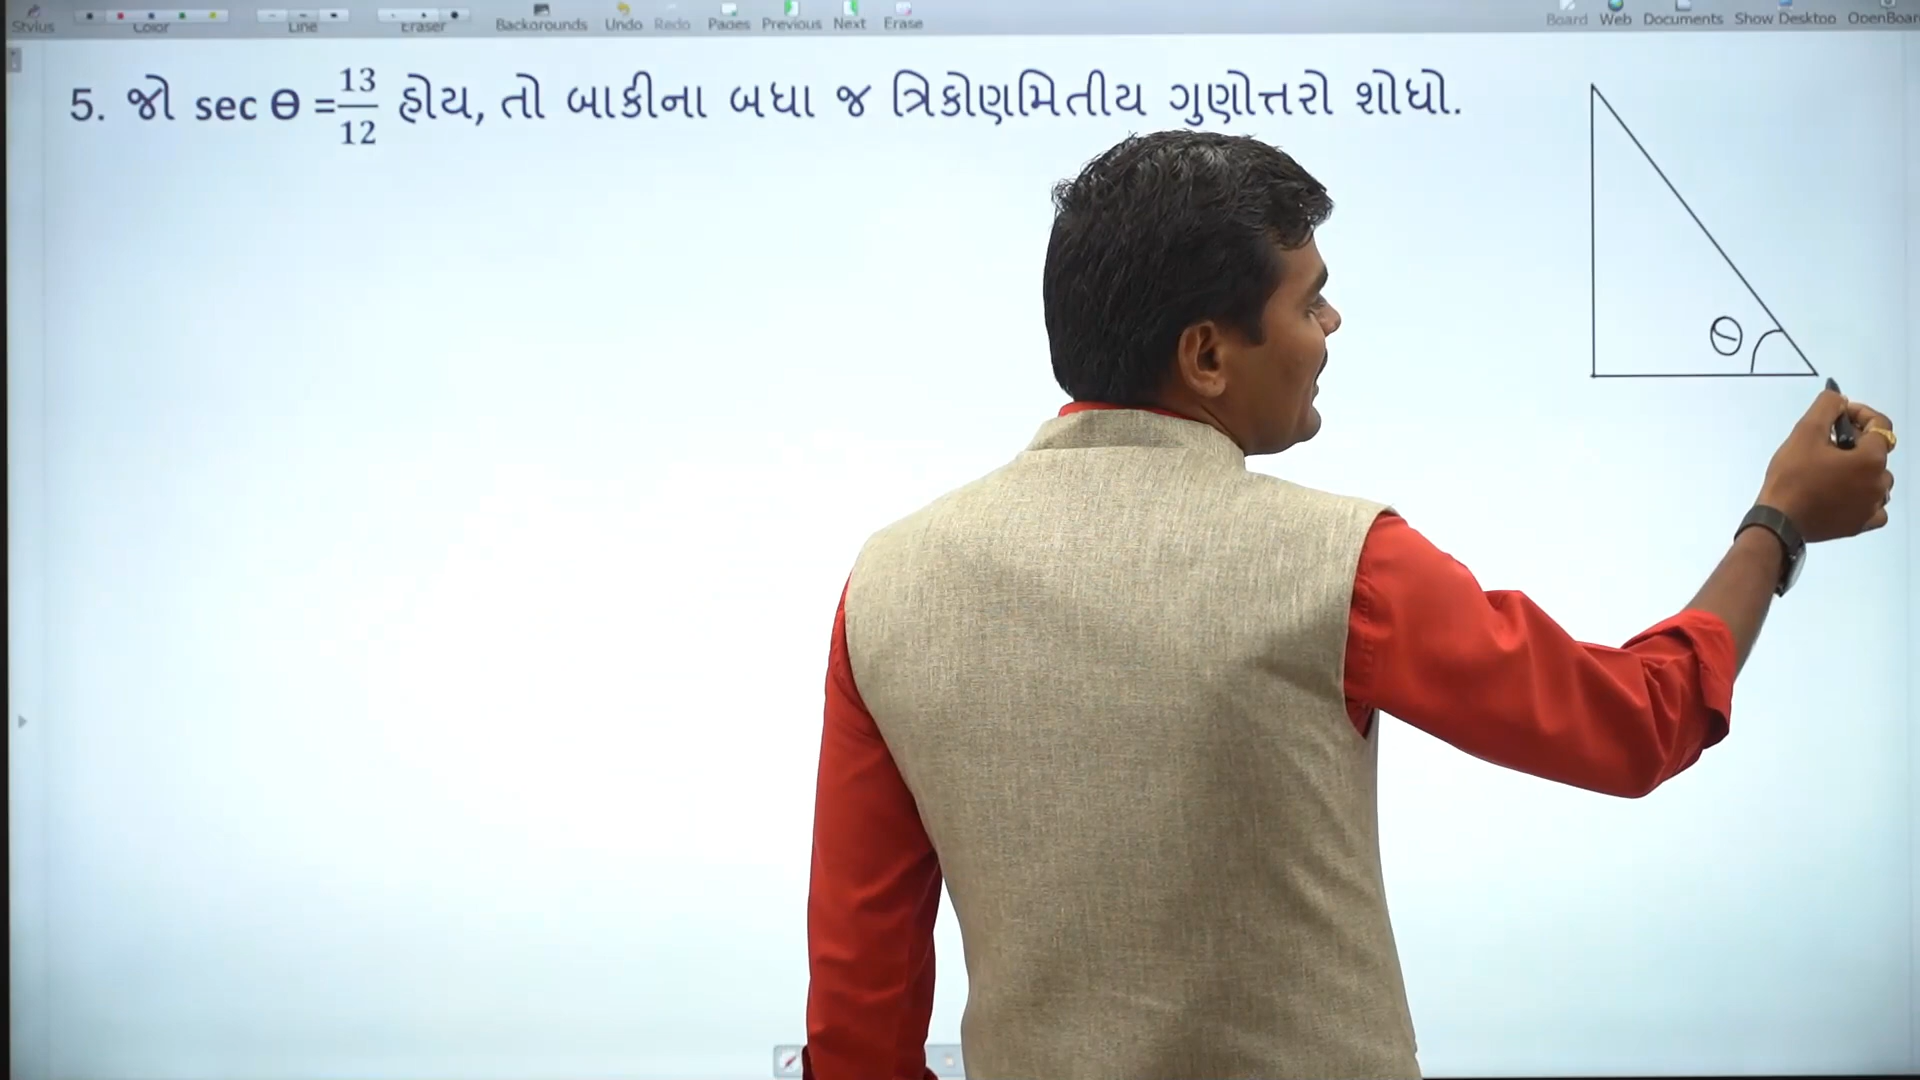 Stylus Color Line Eraser Backgrounds Undo Redo Pages Previous Next Erase Board Web Documents Show Desktop OpenBoar
5. જો sec Θ = 13/12 હોય, તો બાકીના બધા જ ત્રિકોણમિતીય ગુણોત્તરો શોધો.
Θ